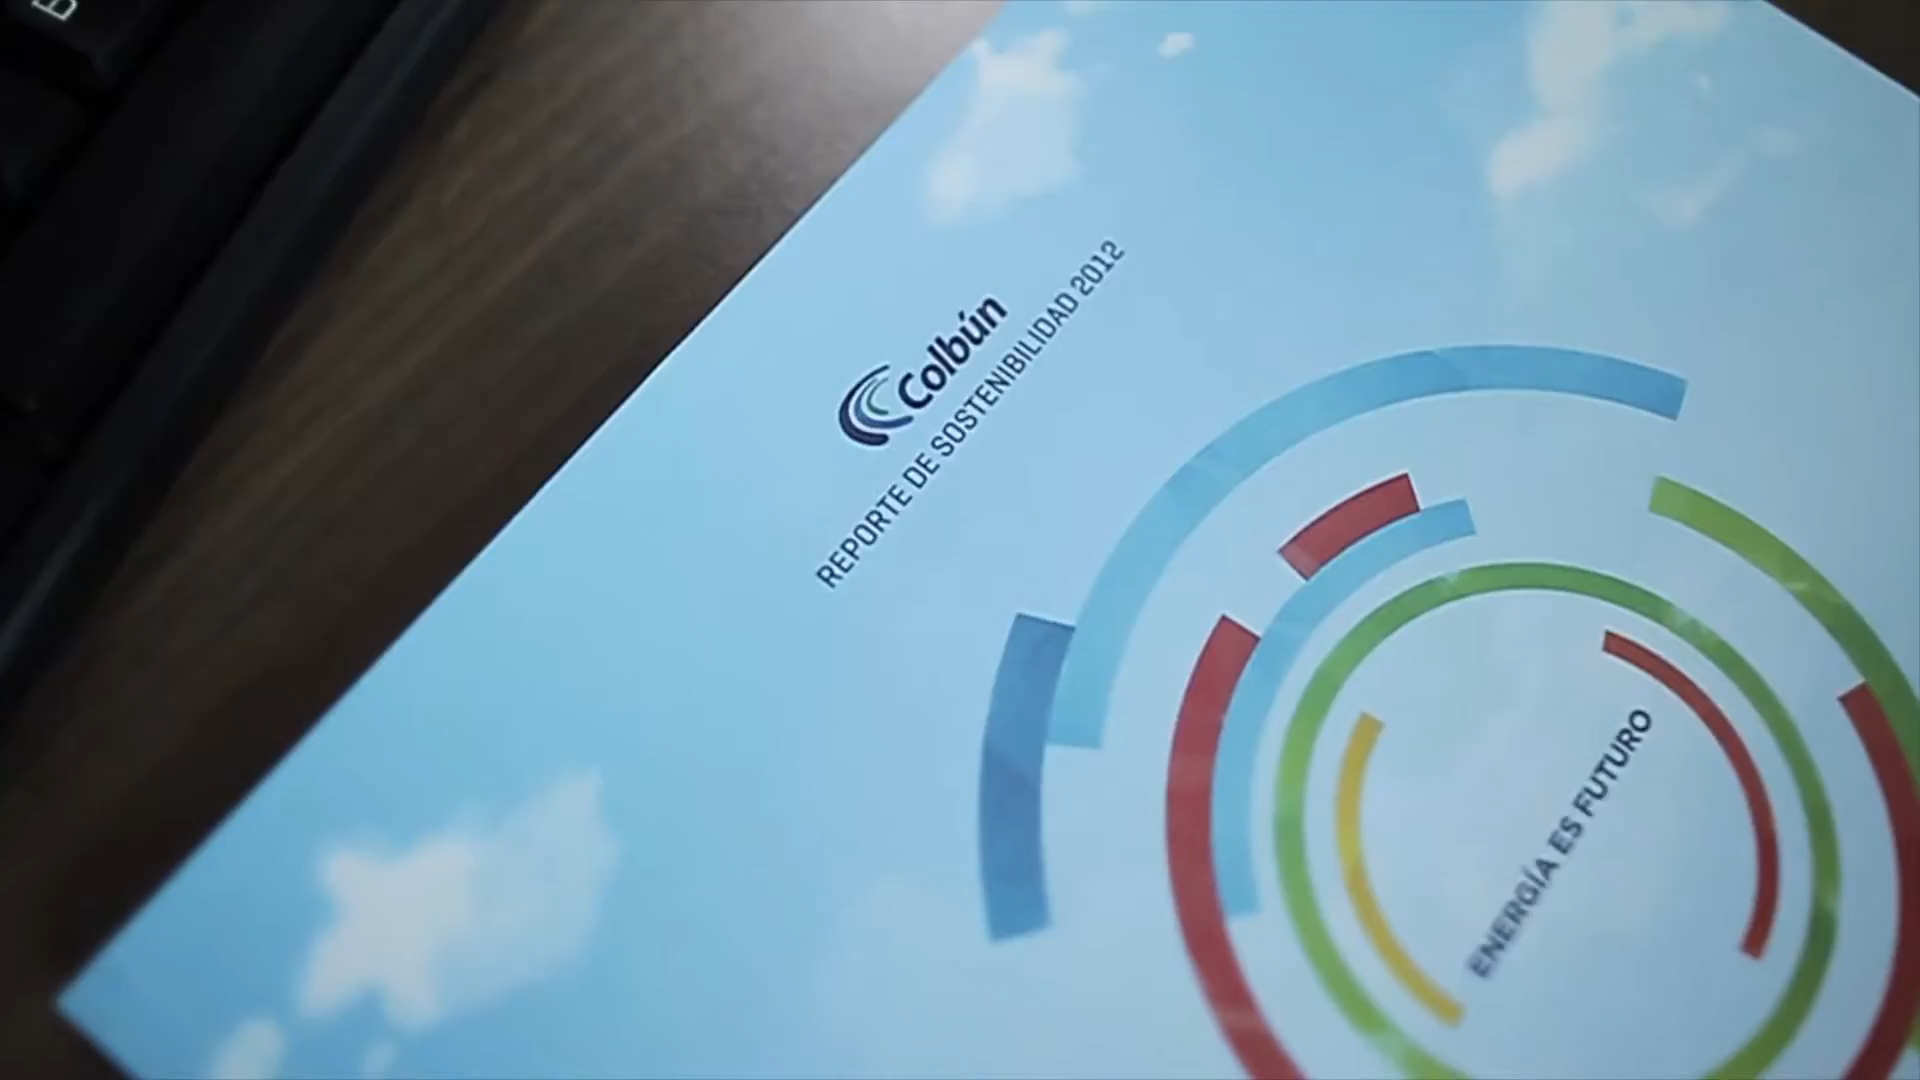 B
Colbún
REPORTE DE SOSTENIBILIDAD 2012
ENERGÍA ES FUTURO